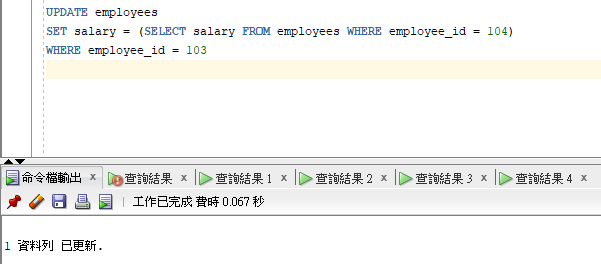 UPDATE employees
SET salary = (SELECT salary FROM employees WHERE employee_id = 104)
WHERE employee_id = 103
命令檔輸出 × 查詢結果 × 查詢結果 1 × 查詢結果 2 × 查詢結果 3 × 查詢結果 4 ×
工作已完成 費時 0.067 秒
1 資料列 已更新.